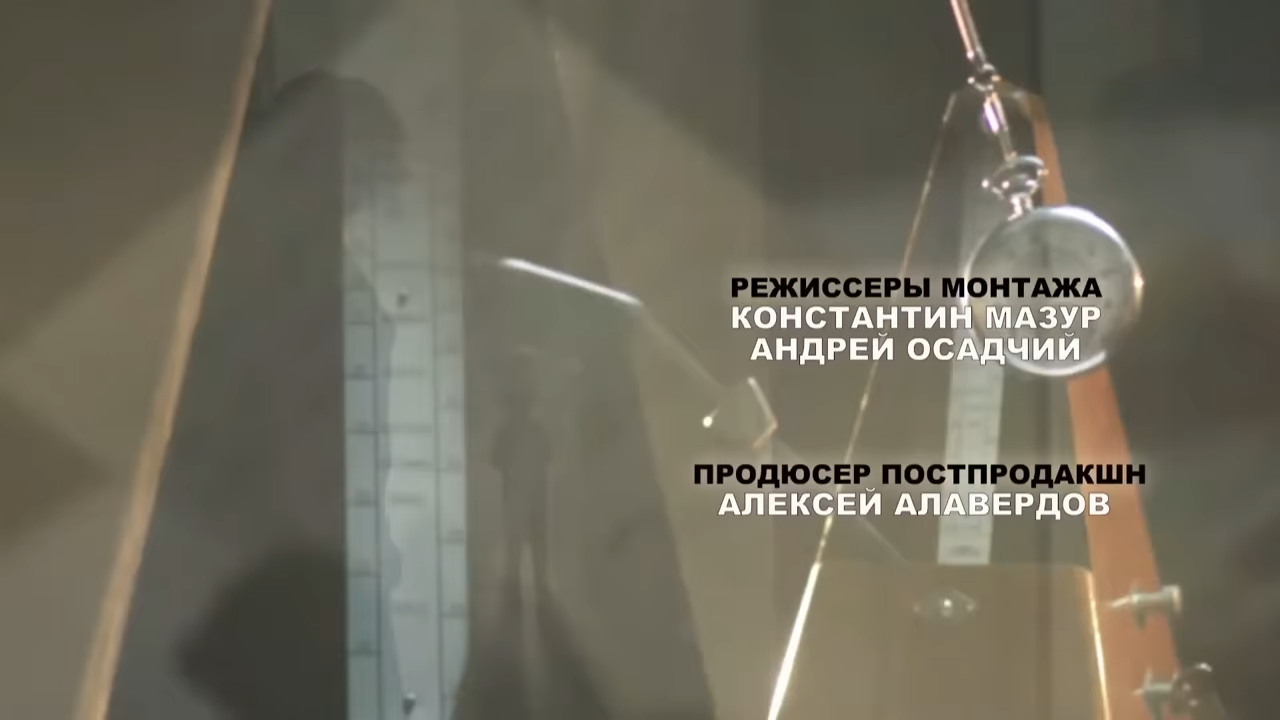 РЕЖИССЕРЫ МОНТАЖА
КОНСТАНТИН МАЗУР
АНДРЕЙ ОСАДЧИЙ
ПРОДЮСЕР ПОСТПРОДАКШН
АЛЕКСЕЙ АЛАВЕРДОВ